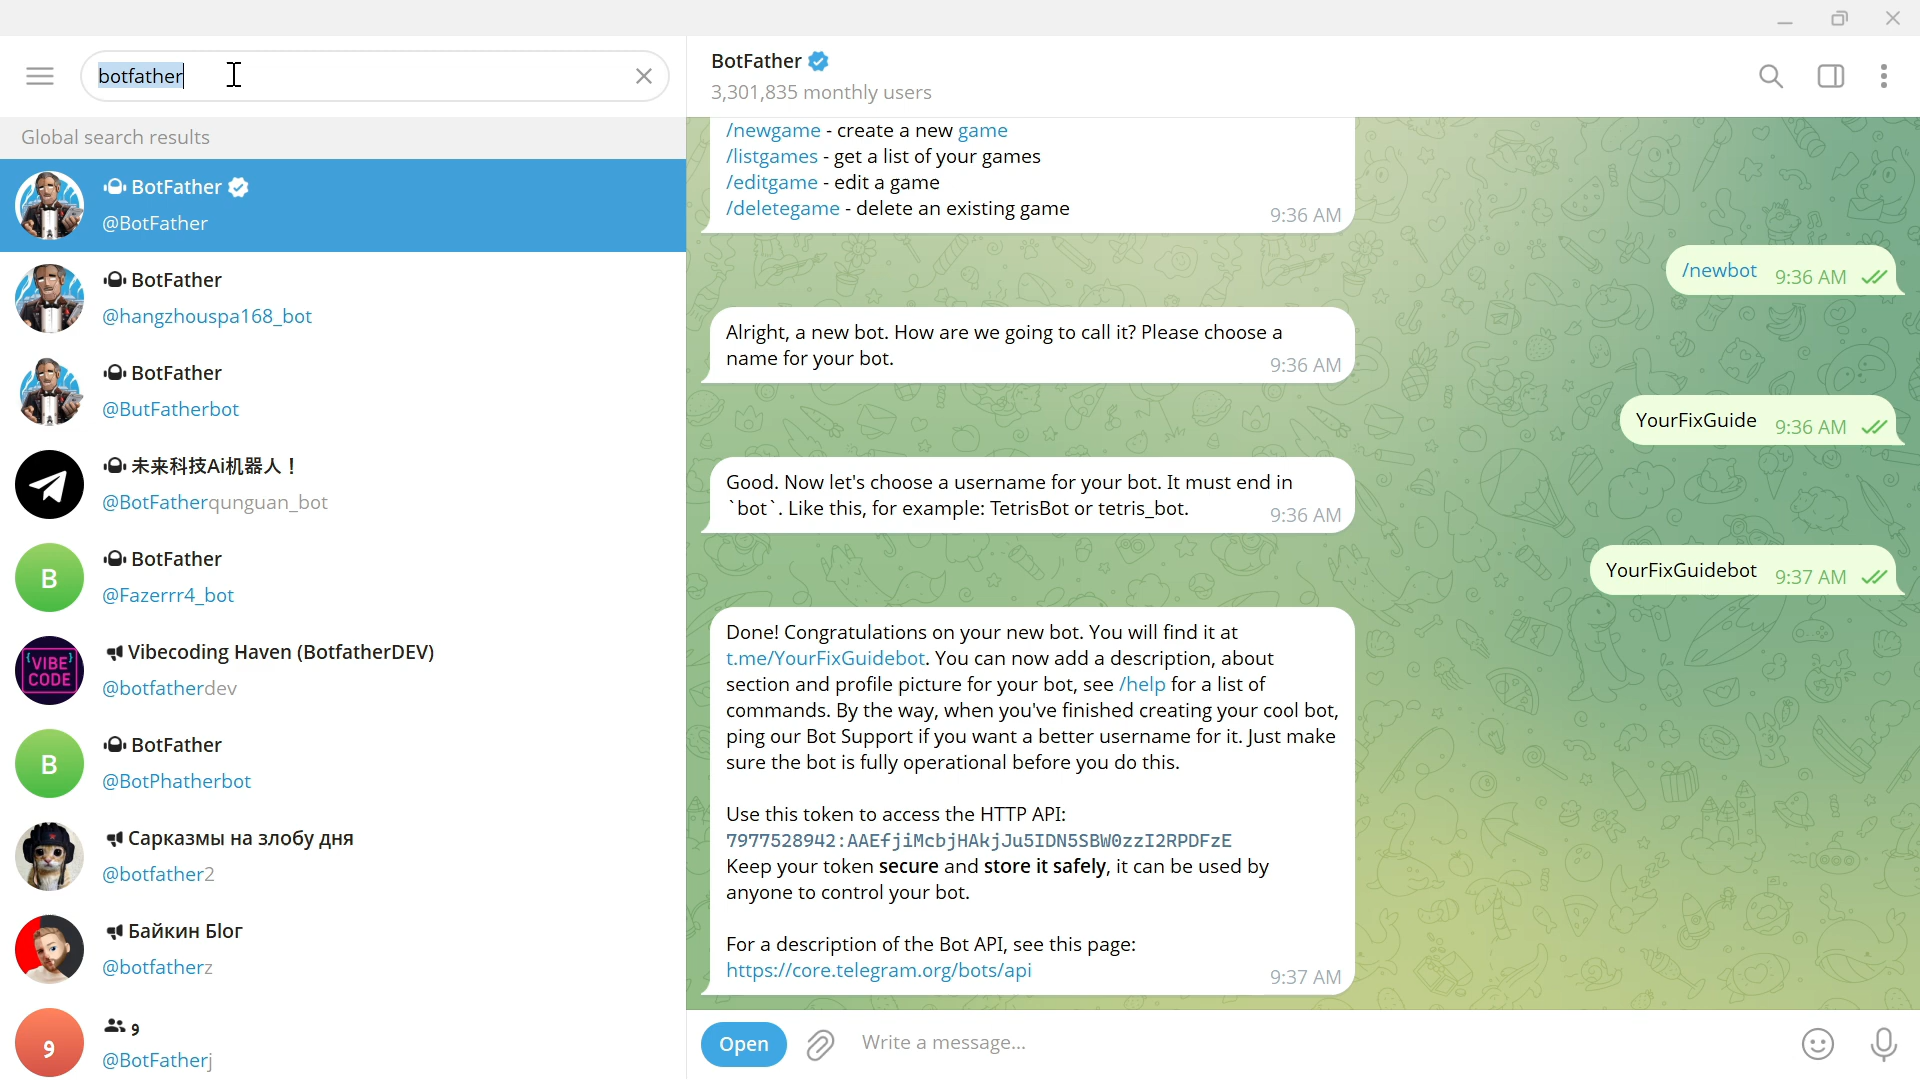 botfather
Global search results
BotFather
@BotFather
BotFather
@hangzhouspa168_bot
BotFather
@ButFatherbot
未来科技Ai机器人！
@BotFatherqunguan_bot
B
BotFather
@Fazerrr4_bot
'VIBE'
CODE
Vibecoding Haven (BotfatherDEV)
@botfatherdev
B
BotFather
@BotPhatherbot
Сарказмы на злобу дня
@botfather2
Байкин Блог
@botfatherz
و
و
@BotFatherj
BotFather
3,301,835 monthly users
/newgame - create a new game
/listgames - get a list of your games
/editgame - edit a game
/deletegame - delete an existing game
9:36 AM
/newbot 9:36 AM
Alright, a new bot. How are we going to call it? Please choose a
name for your bot.
9:36 AM
YourFixGuide 9:36 AM
Good. Now let's choose a username for your bot. It must end in
`bot`. Like this, for example: TetrisBot or tetris_bot.
9:36 AM
YourFixGuidebot 9:37 AM
Done! Congratulations on your new bot. You will find it at
t.me/YourFixGuidebot. You can now add a description, about
section and profile picture for your bot, see /help for a list of
commands. By the way, when you've finished creating your cool bot,
ping our Bot Support if you want a better username for it. Just make
sure the bot is fully operational before you do this.
Use this token to access the HTTP API:
7977528942:AAEfjiMcbjHAkjJu5IDN5SBW0zzI2RPDFzE
Keep your token secure and store it safely, it can be used by
anyone to control your bot.
For a description of the Bot API, see this page:
https://core.telegram.org/bots/api
9:37 AM
Open
Write a message...